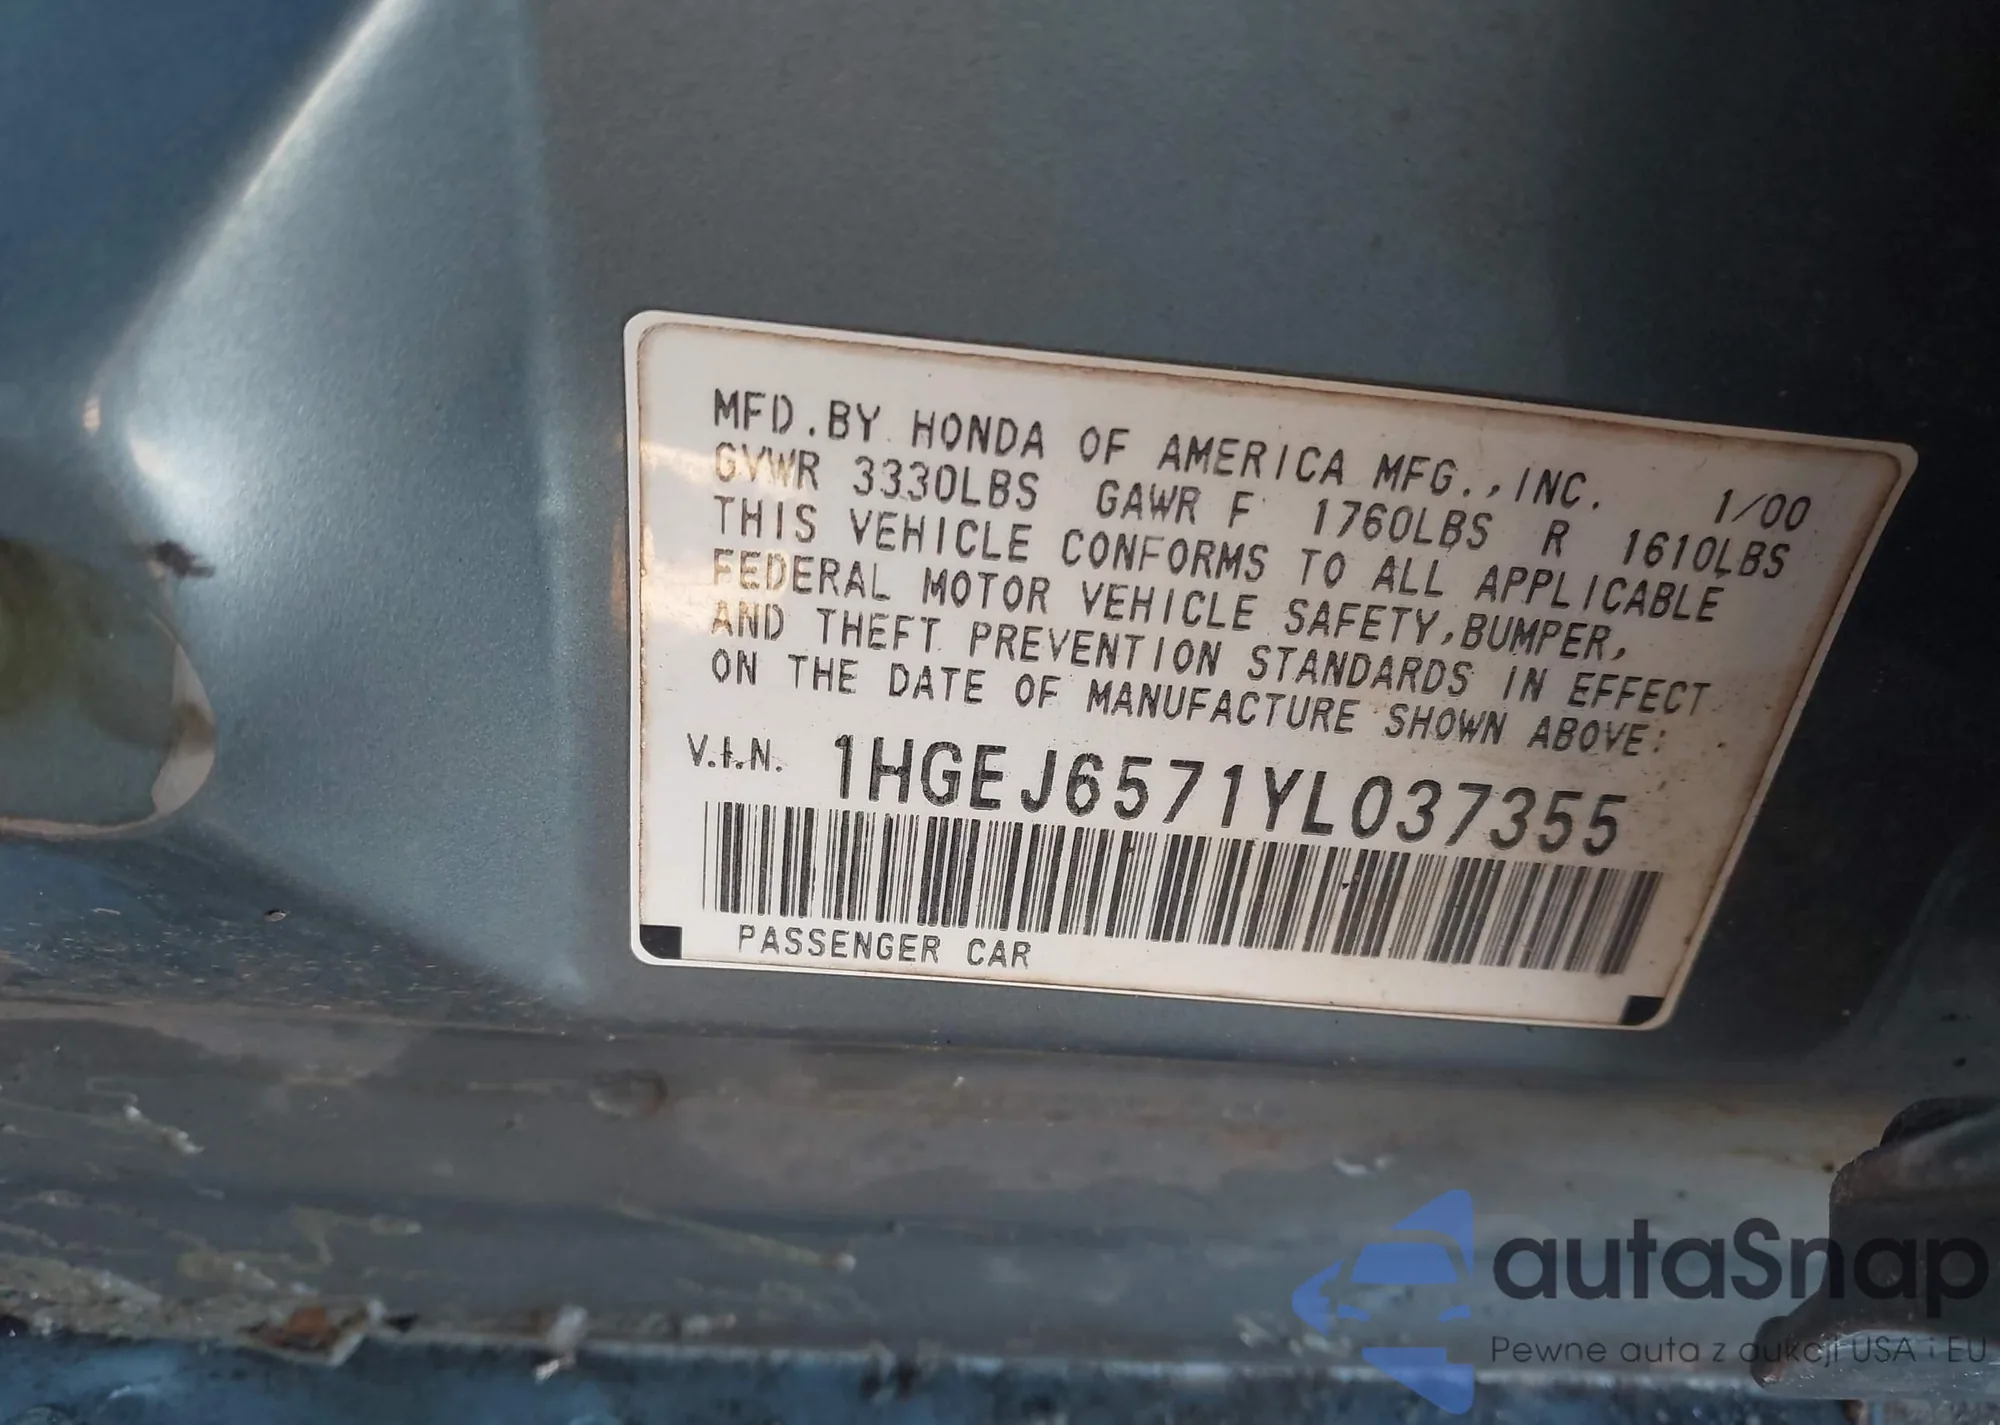 MFD.BY HONDA OF AMERICA MFG.,INC. 1/00
GVWR 3330LBS GAWR F 1760LBS R 1610LBS
THIS VEHICLE CONFORMS TO ALL APPLICABLE
FEDERAL MOTOR VEHICLE SAFETY,BUMPER,
AND THEFT PREVENTION STANDARDS IN EFFECT
ON THE DATE OF MANUFACTURE SHOWN ABOVE:
V.I.N. 1HGEJ6571YL037355
PASSENGER CAR
autaSnap
Pewne auta z aukcji USA i EU